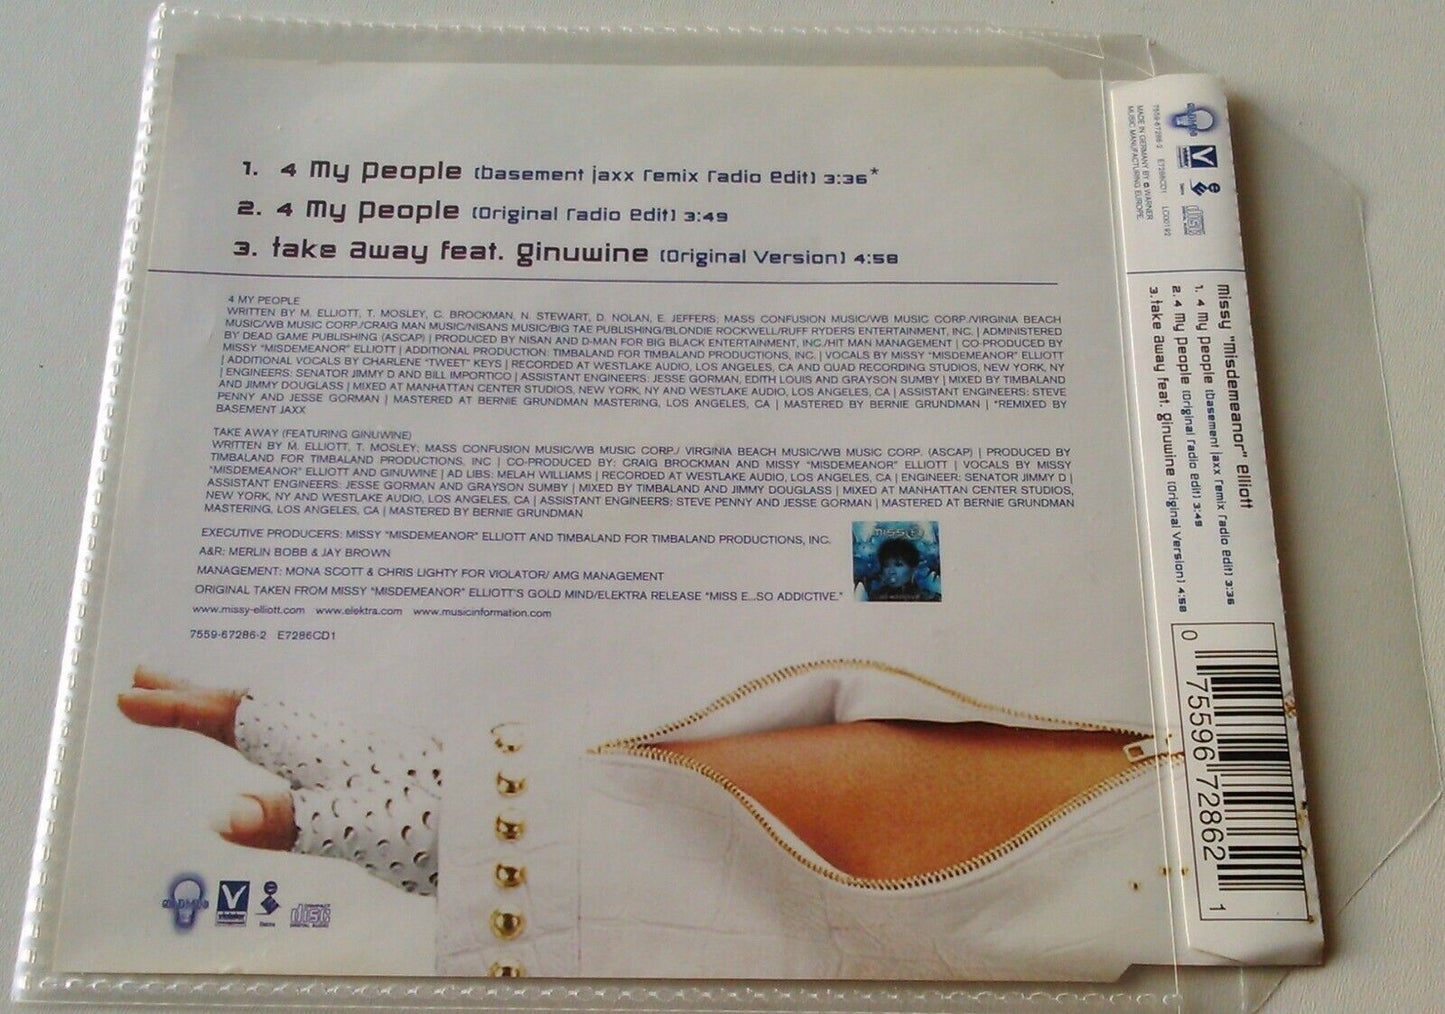 1. 4 My People (Basement Jaxx Remix Radio Edit) 3:36*
2. 4 My People (Original Radio Edit) 3:49
3. Take Away feat. Ginuwine (Original Version) 4:58
4 MY PEOPLE
WRITTEN BY M. ELLIOTT, T. MOSLEY, C. BROCKMAN, N. STEWART, D. NOLAN, E. JEFFERS; MASS CONFUSION MUSIC/WB MUSIC CORP./VIRGINIA BEACH
MUSIC/WB MUSIC CORP./CRAIG MAN MUSIC/NISANS MUSIC/BIG TAE PUBLISHING/BLONDIE ROCKWELL/RUFF RYDERS ENTERTAINMENT, INC. | ADMINISTERED
BY DEAD GAME PUBLISHING (ASCAP) | PRODUCED BY NISAN AND D-MAN FOR BIG BLACK ENTERTAINMENT, INC./HIT MAN MANAGEMENT | CO-PRODUCED BY
MISSY "MISDEMEANOR" ELLIOTT | ADDITIONAL PRODUCTION: TIMBALAND FOR TIMBALAND PRODUCTIONS, INC. | VOCALS BY MISSY "MISDEMEANOR" ELLIOTT
| ADDITIONAL VOCALS BY CHARLENE "TWEET" KEYS | RECORDED AT WESTLAKE AUDIO, LOS ANGELES, CA AND QUAD RECORDING STUDIOS, NEW YORK, NY
| ENGINEERS: SENATOR JIMMY D AND BILL IMPORTICO | ASSISTANT ENGINEERS: JESSE GORMAN, EDITH LOUIS AND GRAYSON SUMBY | MIXED BY TIMBALAND
AND JIMMY DOUGLASS | MIXED AT MANHATTAN CENTER STUDIOS, NEW YORK, NY AND WESTLAKE AUDIO, LOS ANGELES, CA | ASSISTANT ENGINEERS: STEVE
PENNY AND JESSE GORMAN | MASTERED AT BERNIE GRUNDMAN MASTERING, LOS ANGELES, CA | MASTERED BY BERNIE GRUNDMAN | *REMIXED BY
BASEMENT JAXX
TAKE AWAY (FEATURING GINUWINE)
WRITTEN BY M. ELLIOTT, T. MOSLEY; MASS CONFUSION MUSIC/WB MUSIC CORP./ VIRGINIA BEACH MUSIC/WB MUSIC CORP. (ASCAP) | PRODUCED BY
TIMBALAND FOR TIMBALAND PRODUCTIONS, INC | CO-PRODUCED BY: CRAIG BROCKMAN AND MISSY "MISDEMEANOR" ELLIOTT | VOCALS BY MISSY
"MISDEMEANOR" ELLIOTT AND GINUWINE | AD LIBS: MELAH WILLIAMS | RECORDED AT WESTLAKE AUDIO, LOS ANGELES, CA | ENGINEER: SENATOR JIMMY D |
ASSISTANT ENGINEERS: JESSE GORMAN AND GRAYSON SUMBY | MIXED BY TIMBALAND AND JIMMY DOUGLASS | MIXED AT MANHATTAN CENTER STUDIOS,
NEW YORK, NY AND WESTLAKE AUDIO, LOS ANGELES, CA | ASSISTANT ENGINEERS: STEVE PENNY AND JESSE GORMAN | MASTERED AT BERNIE GRUNDMAN
MASTERING, LOS ANGELES, CA | MASTERED BY BERNIE GRUNDMAN
EXECUTIVE PRODUCERS: MISSY "MISDEMEANOR" ELLIOTT AND TIMBALAND FOR TIMBALAND PRODUCTIONS, INC.
A&R: MERLIN BOBB & JAY BROWN
MANAGEMENT: MONA SCOTT & CHRIS LIGHTY FOR VIOLATOR/ AMG MANAGEMENT
ORIGINAL TAKEN FROM MISSY "MISDEMEANOR" ELLIOTT'S GOLD MIND/ELEKTRA RELEASE "MISS E...SO ADDICTIVE."
www.missy-elliott.com www.elektra.com www.musicinformation.com
7559-67286-2 E7286CD1
disc
7559-67286-2 E7286CD1 LC00192
MADE IN GERMANY BY WARNER
MUSIC MANUFACTURING EUROPE
disc
Missy "Misdemeanor" Elliott
1. 4 My People (Basement Jaxx Remix Radio Edit) 3:36
2. 4 My People (Original Radio Edit) 3:49
3. Take Away feat. Ginuwine (Original Version) 4:58
0 75596 72862 1